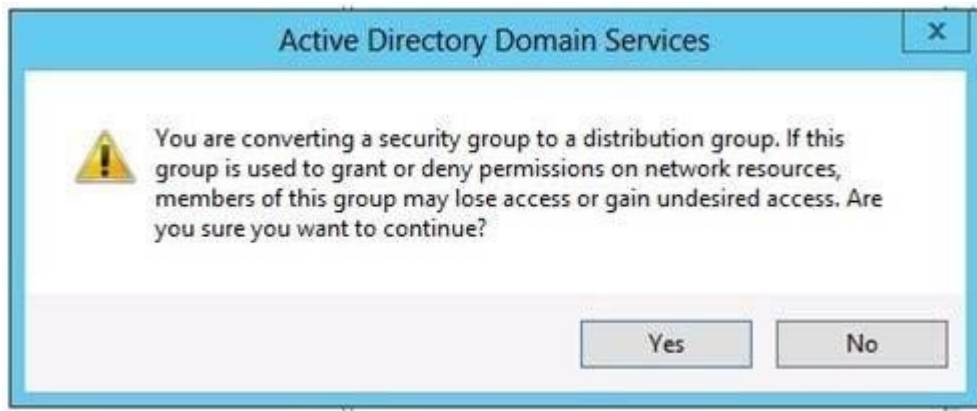 Active Directory Domain Services
x
You are converting a security group to a distribution group. If this
group is used to grant or deny permissions on network resources,
members of this group may lose access or gain undesired access. Are
you sure you want to continue?
Yes
No